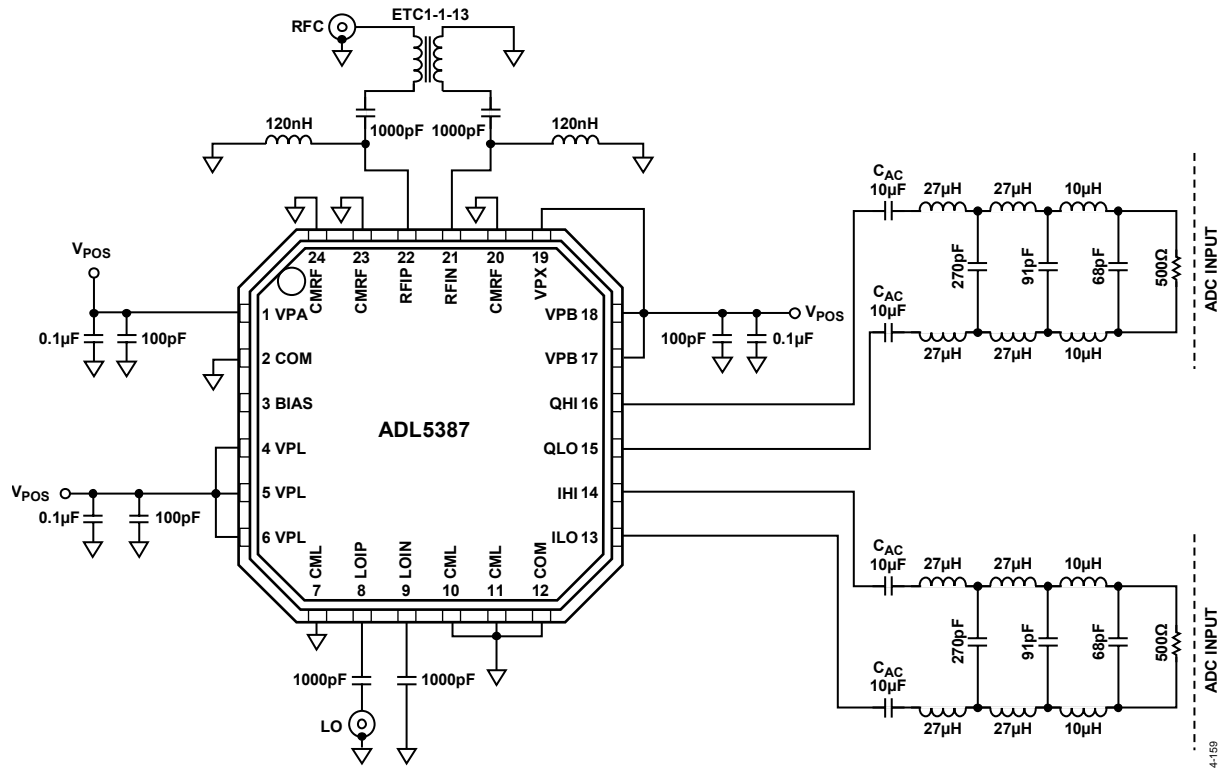 RFC
ETC1-1-13
1000pF
1000pF
120nH
120nH
VPOS
0.1µF
100pF
24
CMRF
23
CMRF
22
RFIP
21
RFIN
20
CMRF
19
VPX
1 VPA
2 COM
3 BIAS
4 VPL
5 VPL
6 VPL
VPOS
0.1µF
100pF
ADL5387
VPB 18
VPB 17
QHI 16
QLO 15
IHI 14
ILO 13
100pF
0.1µF
VPOS
CML
7
LOIP
8
LOIN
9
CML
10
CML
11
COM
12
1000pF
1000pF
LO
CAC
10µF
27µH
27µH
10µH
270pF
91pF
68pF
500Ω
CAC
10µF
27µH
27µH
10µH
ADC INPUT
CAC
10µF
27µH
27µH
10µH
270pF
91pF
68pF
500Ω
CAC
10µF
27µH
27µH
10µH
ADC INPUT
4-159